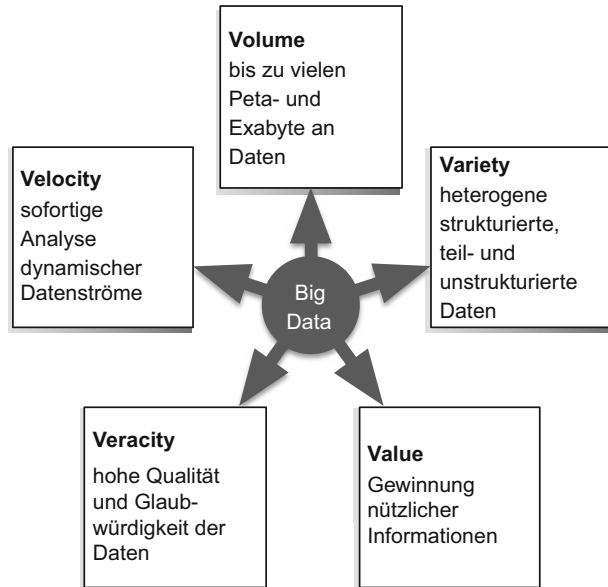 Volume
bis zu vielen
Peta- und
Exabyte an
Daten
Velocity
sofortige
Analyse
dynamischer
Datenströme
Variety
heterogene
strukturierte,
teil- und
unstrukturierte
Daten
Big
Data
Veracity
hohe Qualität
und Glaub-
würdigkeit der
Daten
Value
Gewinnung
nützlicher
Informationen